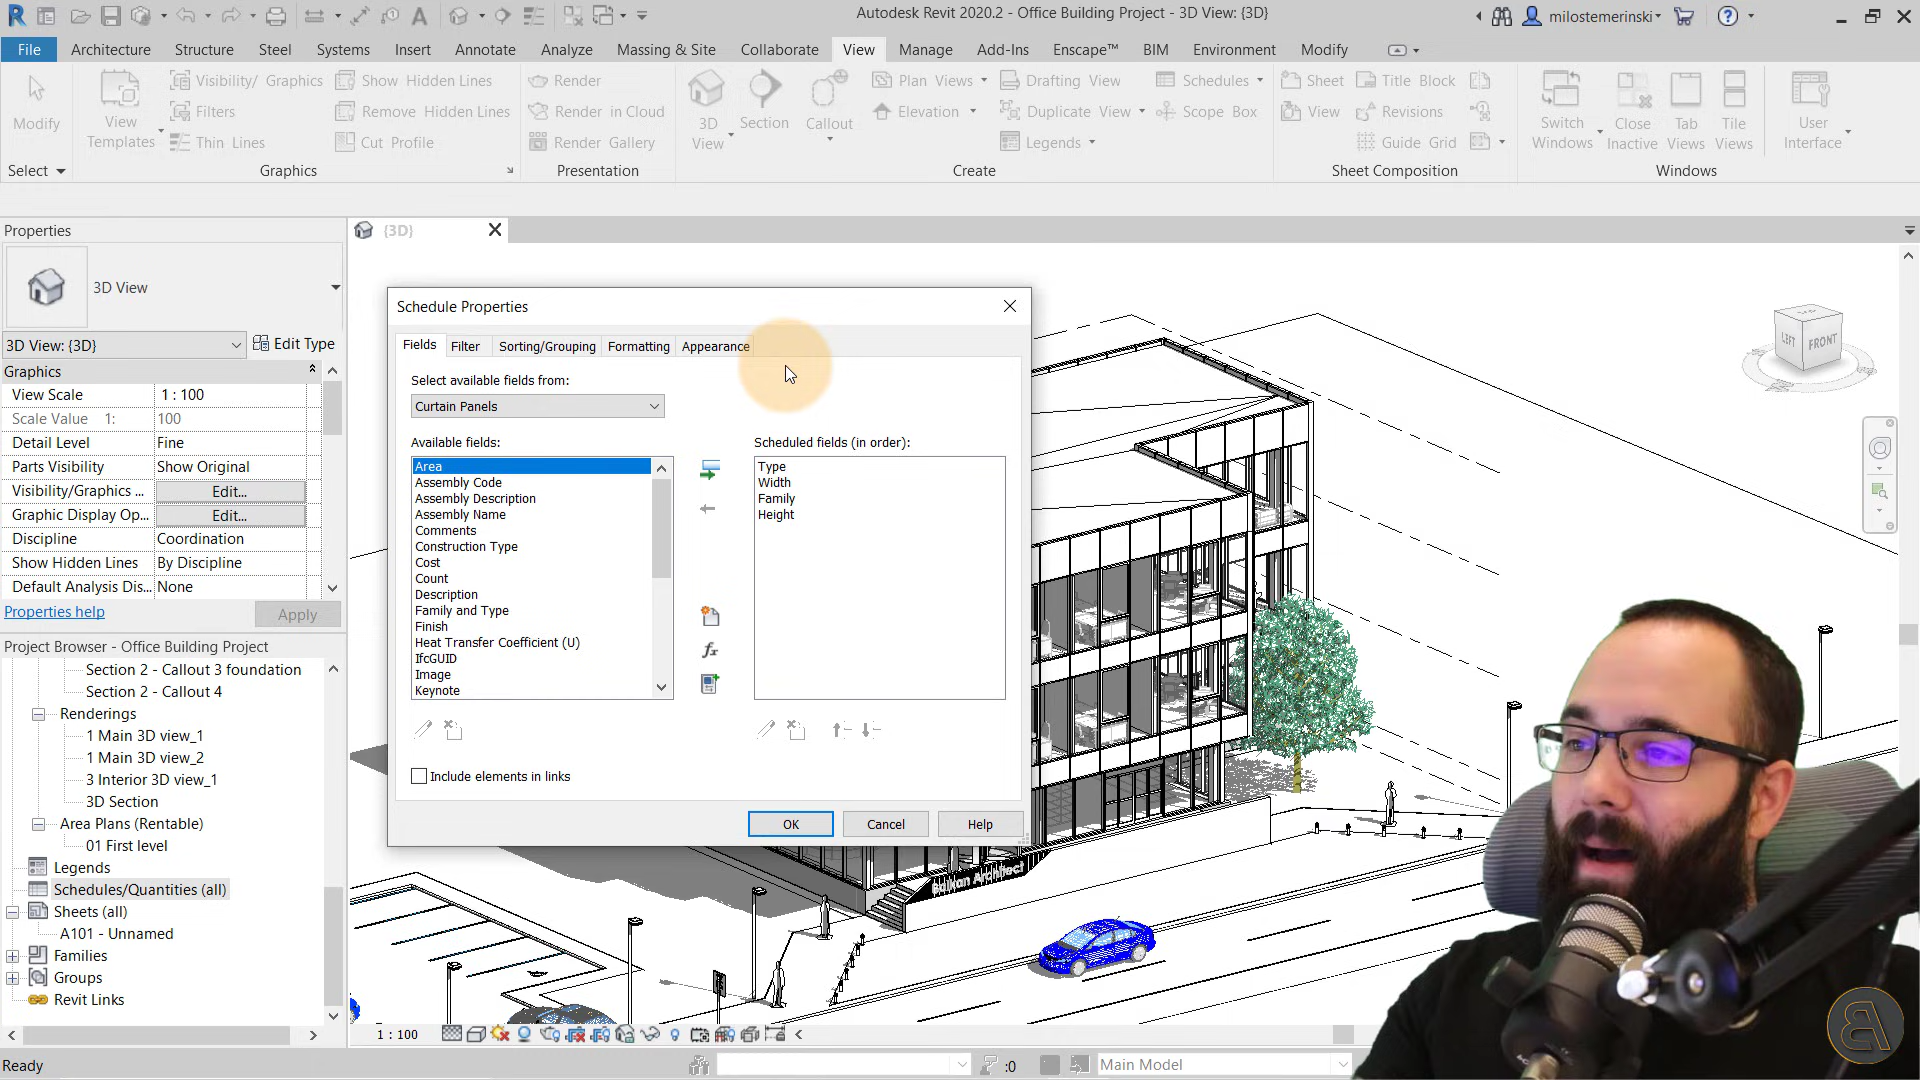 Autodesk Revit 2020.2 - Office Building Project - 3D View: {3D}
milostemerinski
File Architecture Structure Steel Systems Insert Annotate Analyze Massing & Site Collaborate View Manage Add-Ins Enscape™ BIM Environment Modify
Visibility/ Graphics Show Hidden Lines Render Plan Views Drafting View Schedules Sheet Title Block
Filters Remove Hidden Lines Render in Cloud Elevation Duplicate View Scope Box View Revisions
Thin Lines Cut Profile Render Gallery Legends Guide Grid
Modify View Templates 3D View Section Callout Switch Windows Close Inactive Tab Views Tile Views User Interface
Select Graphics Presentation Create Sheet Composition Windows
Properties
{3D}
3D View
3D View: {3D} Edit Type
Graphics
View Scale 1 : 100
Scale Value 1: 100
Detail Level Fine
Parts Visibility Show Original
Visibility/Graphics ... Edit...
Graphic Display Op... Edit...
Discipline Coordination
Show Hidden Lines By Discipline
Default Analysis Dis... None
Properties help Apply
Project Browser - Office Building Project
Section 2 - Callout 3 foundation
Section 2 - Callout 4
Renderings
1 Main 3D view_1
1 Main 3D view_2
3 Interior 3D view_1
3D Section
Area Plans (Rentable)
01 First level
Legends
Schedules/Quantities (all)
Sheets (all)
A101 - Unnamed
Families
Groups
Revit Links
Schedule Properties
Fields Filter Sorting/Grouping Formatting Appearance
Select available fields from:
Curtain Panels
Available fields:
Area
Assembly Code
Assembly Description
Assembly Name
Comments
Construction Type
Cost
Count
Description
Family and Type
Finish
Heat Transfer Coefficient (U)
IfcGUID
Image
Keynote
Scheduled fields (in order):
Type
Width
Family
Height
Include elements in links
OK Cancel Help
LEFT FRONT
Balkan Architect
1 : 100
Ready
:0
Main Model